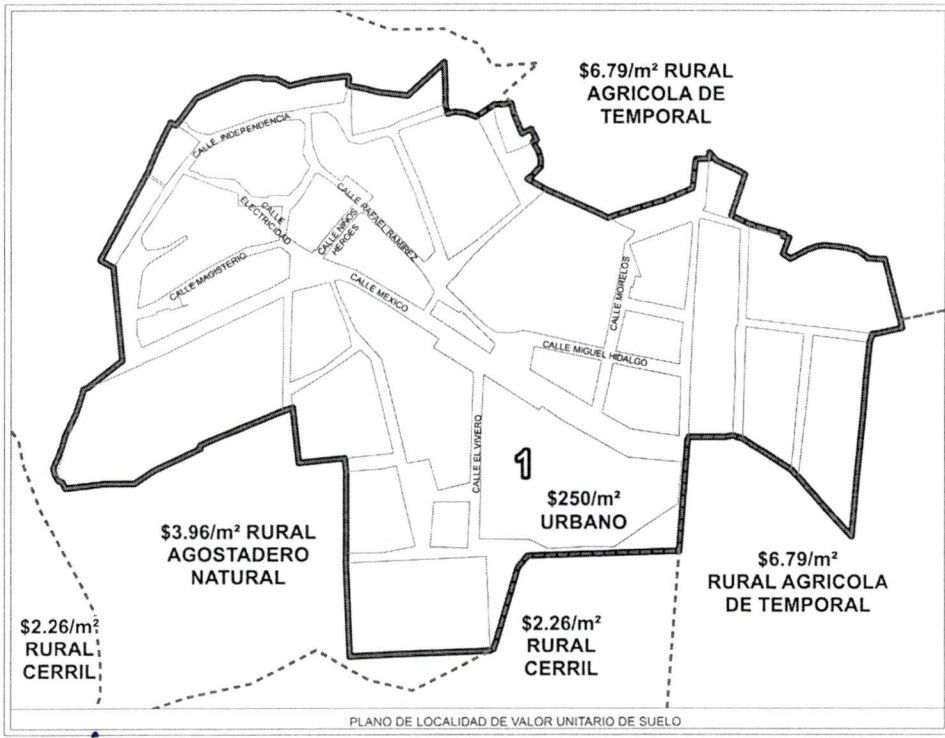 $6.79/m² RURAL
AGRICOLA DE
TEMPORAL
CALLE INDEPENDENCIA
CALLE
ELECTRICIDAD
CALLE NIÑOS
HEROES
CALLE RAFAEL RAMIREZ
CALLE MAGISTERIO
CALLE MEXICO
CALLE MORELOS
CALLE MIGUEL HIDALGO
CALLE EL VIVERO
1
$250/m²
URBANO
$3.96/m² RURAL
AGOSTADERO
NATURAL
$6.79/m²
RURAL AGRICOLA
DE TEMPORAL
$2.26/m²
RURAL
CERRIL
$2.26/m²
RURAL
CERRIL
PLANO DE LOCALIDAD DE VALOR UNITARIO DE SUELO